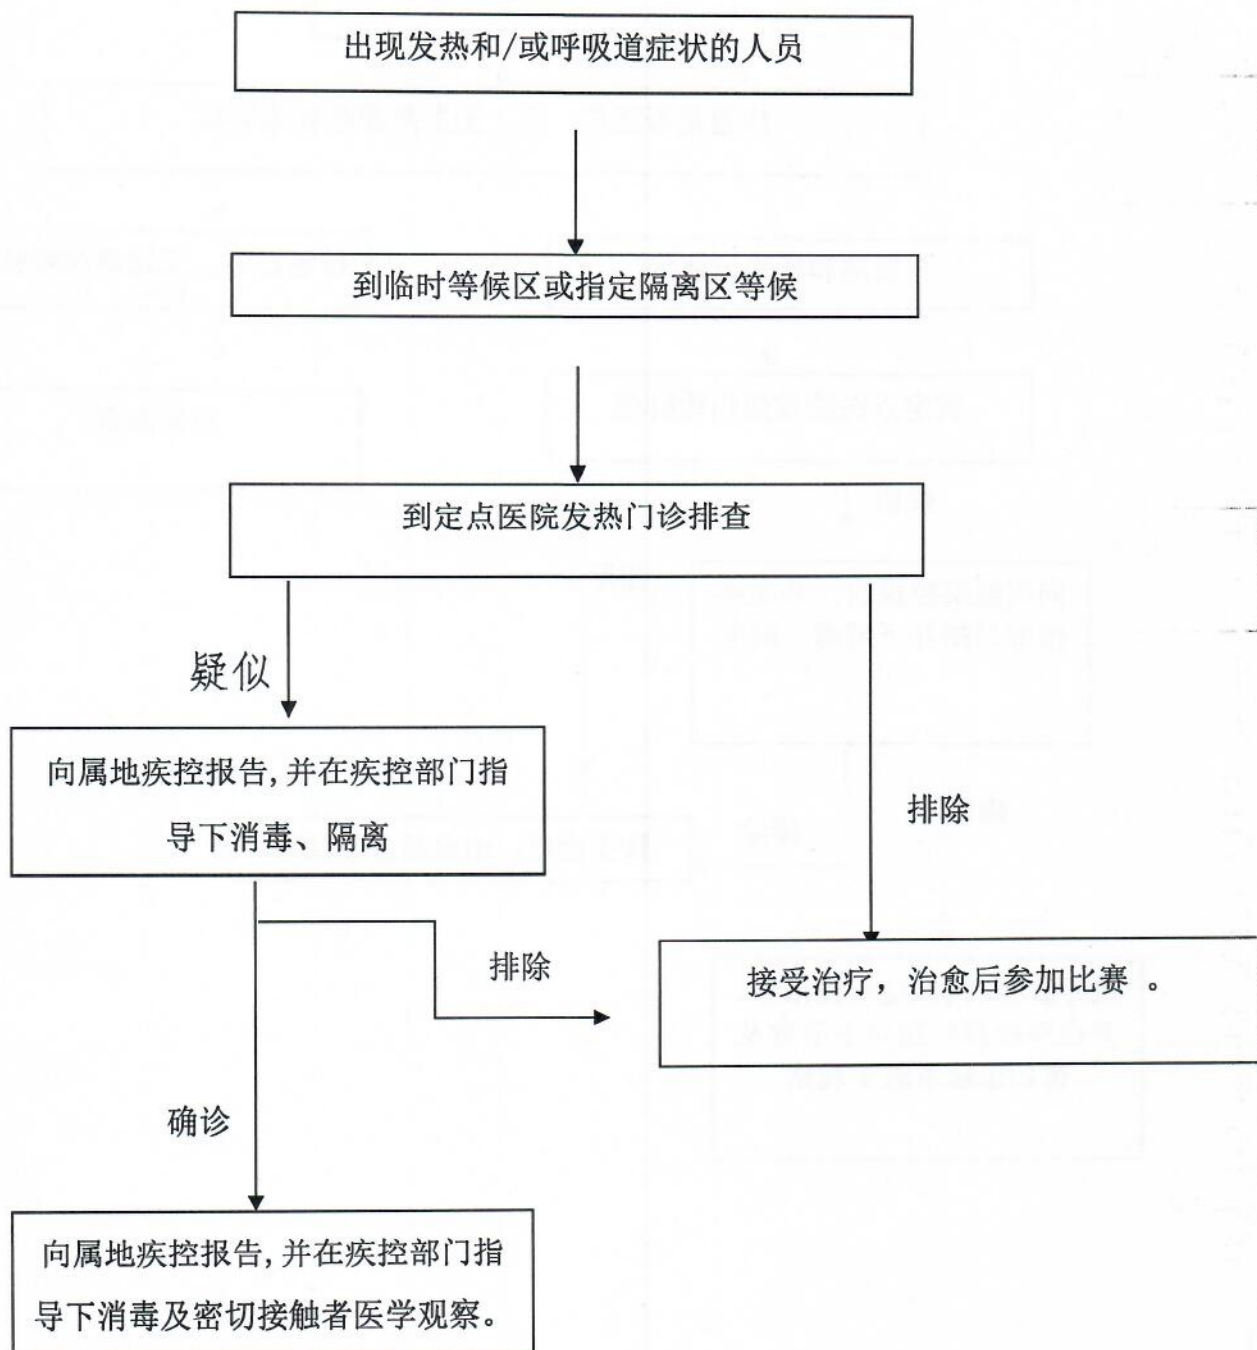 出现发热和/或呼吸道症状的人员
到临时等候区或指定隔离区等候
到定点医院发热门诊排查
疑似
向属地疾控报告,并在疾控部门指
导下消毒、隔离
排除
排除
接受治疗，治愈后参加比赛 。
确诊
向属地疾控报告,并在疾控部门指
导下消毒及密切接触者医学观察。